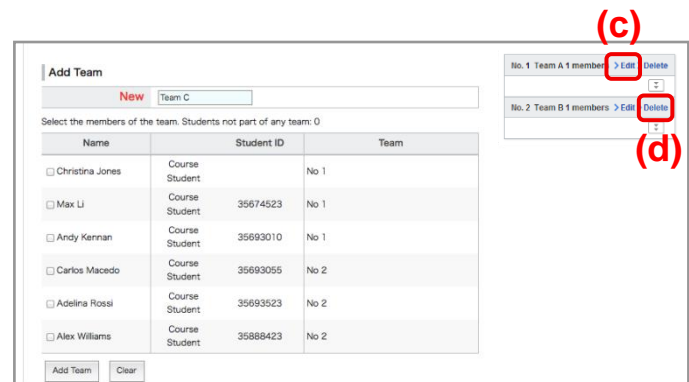 (c)
Add Team
New Team C
Select the members of the team. Students not part of any team: 0
Name Student ID Team
Christina Jones Course Student No 1
Max Li Course Student 35674523 No 1
Andy Kennan Course Student 35693010 No 1
Carlos Macedo Course Student 35693055 No 2
Adelina Rossi Course Student 35693523 No 2
Alex Williams Course Student 35888423 No 2
Add Team Clear
No. 1 Team A 1 members >Edit Delete
No. 2 Team B 1 members >Edit Delete
(d)